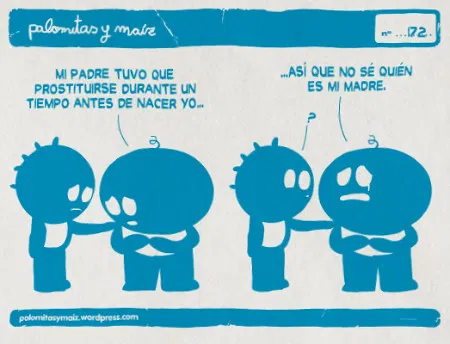 palomitas y maíz
nº ...172..
MI PADRE TUVO QUE
PROSTITUIRSE DURANTE UN
TIEMPO ANTES DE NACER YO...
...ASÍ QUE NO SÉ QUIÉN
ES MI MADRE.
?
palomitasymaiz.wordpress.com